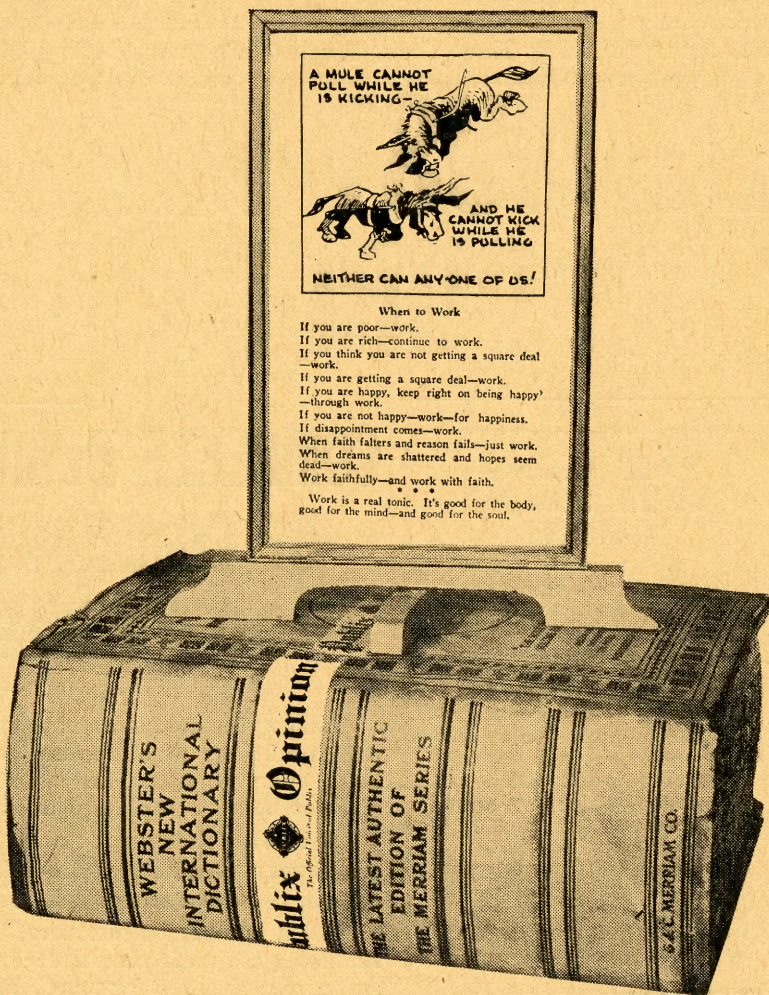 A MULE CANNOT
PULL WHILE HE
IS KICKING—
AND HE
CANNOT KICK
WHILE HE
IS PULLING
NEITHER CAN ANY ONE OF US!
When to Work
If you are poor—work.
If you are rich—continue to work.
If you think you are not getting a square deal
—work.
If you are getting a square deal—work.
If you are happy, keep right on being happy
—through work.
If you are not happy—work—for happiness.
If disappointment comes—work.
When faith falters and reason fails—just work.
When dreams are shattered and hopes seem
dead—work.
Work faithfully—and work with faith.
* * *
Work is a real tonic. It's good for the body,
good for the mind—and good for the soul.
WEBSTER'S
NEW
INTERNATIONAL
DICTIONARY
ublix Opinion
The Official Voice of Publix
THE LATEST AUTHENTIC
EDITION OF
THE MERRIAM SERIES
G & C. MERRIAM CO.